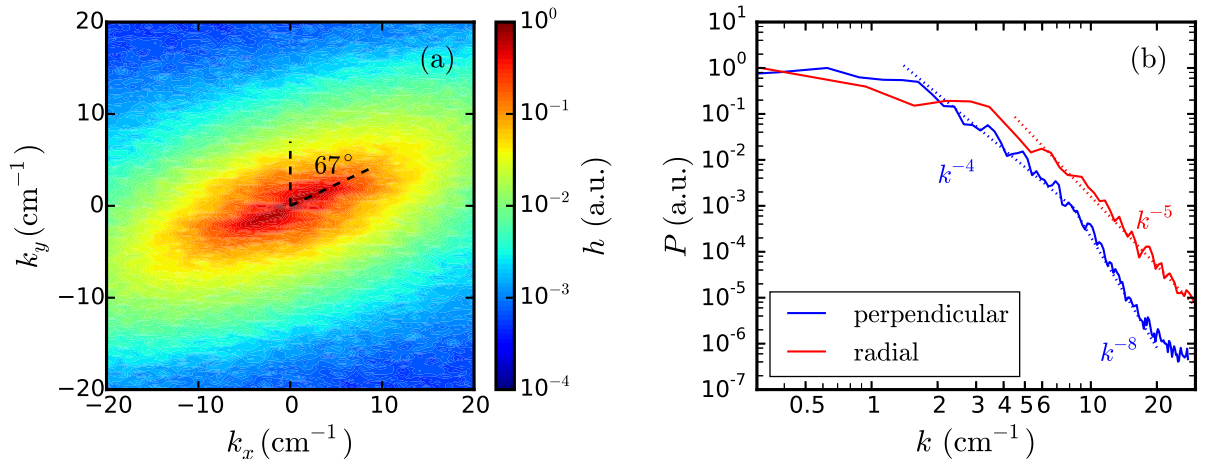 (a)
67°
20
10
0
−10
−20
−20 −10 0 10 20
k_y (cm⁻¹)
k_x (cm⁻¹)
10⁰
10⁻¹
10⁻²
10⁻³
10⁻⁴
h (a.u.)
(b)
10¹
10⁰
10⁻¹
10⁻²
10⁻³
10⁻⁴
10⁻⁵
10⁻⁶
10⁻⁷
P (a.u.)
k⁻⁴
k⁻⁵
k⁻⁸
perpendicular
radial
0.5 1 2 3 4 5 6 10 20
k (cm⁻¹)